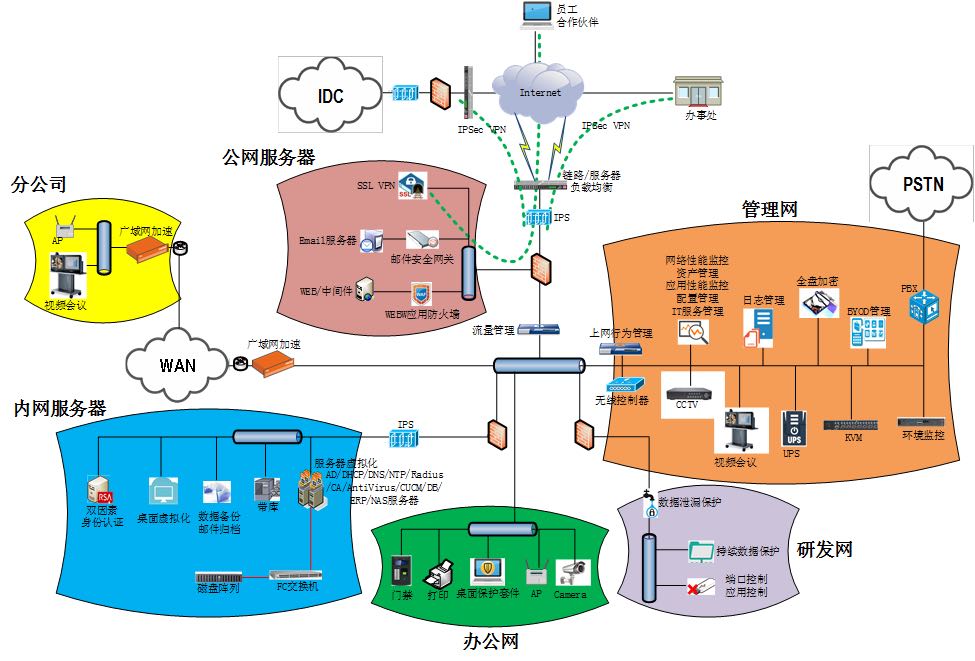 员工
合作伙伴
IDC
Internet
办事处
IPSec VPN
IPSec VPN
公网服务器
链路/服务器
负载均衡
SSL VPN
IPS
Email服务器
邮件安全网关
WEB/中间件
WEBW应用防火墙
分公司
AP
广域网加速
视频会议
PSTN
管理网
网络性能监控
资产管理
应用性能监控
配置管理
IT服务管理
日志管理
全盘加密
BYOD管理
PBX
流量管理
上网行为管理
无线控制器
CCTV
视频会议
UPS
UPS
KVM
环境监控
WAN
广域网加速
内网服务器
IPS
服务器虚拟化
AD/DHCP/DNS/NTP/Radius
/CA/AntiVirus/CUCM/DB/
ERP/NAS服务器
RSA
双因素
身份认证
桌面虚拟化
数据备份
邮件归档
带库
磁盘阵列
FC交换机
门禁
打印
桌面保护套件
AP
Camera
办公网
数据泄漏保护
持续数据保护
端口控制
应用控制
研发网